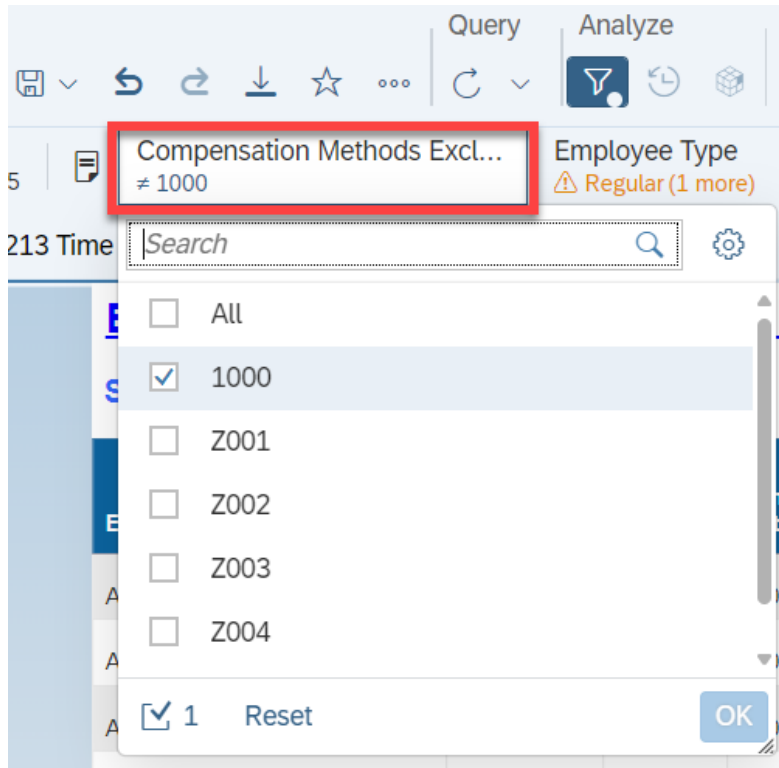 Query Analyze
Compensation Methods Excl... Employee Type
5 ≠ 1000 Regular (1 more)
213 Time Search
All
1000
Z001
Z002
Z003
Z004
1 Reset OK